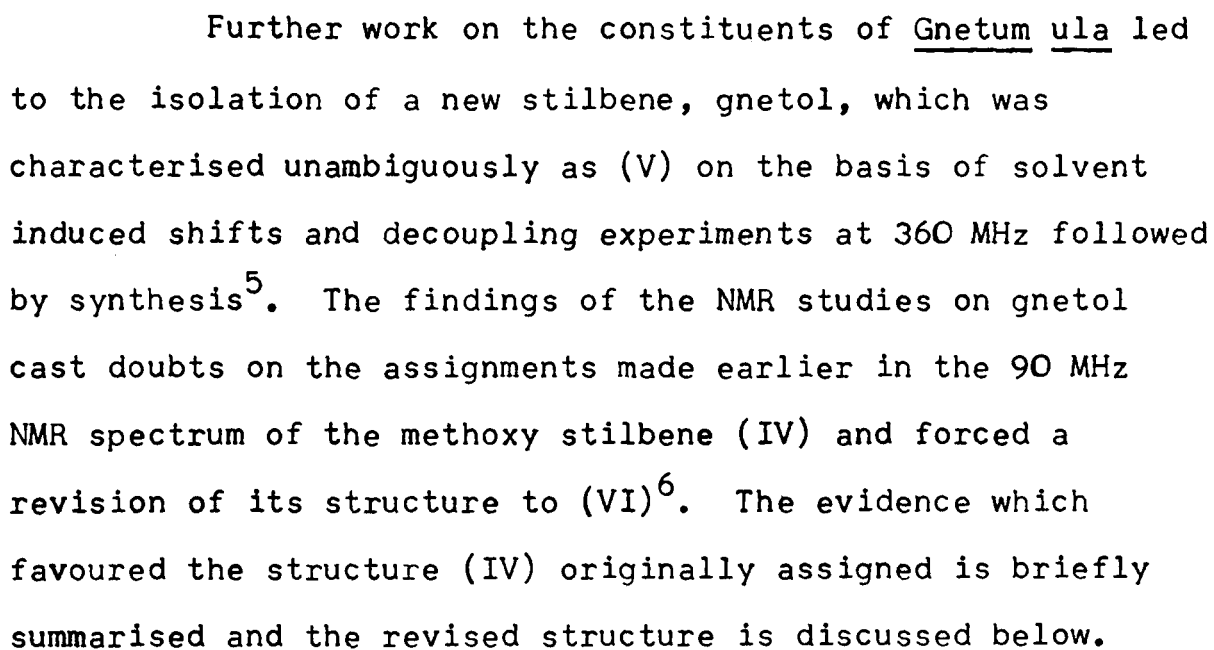 Further work on the constituents of Gnetum ula led
to the isolation of a new stilbene, gnetol, which was
characterised unambiguously as (V) on the basis of solvent
induced shifts and decoupling experiments at 360 MHz followed
by synthesis5. The findings of the NMR studies on gnetol
cast doubts on the assignments made earlier in the 90 MHz
NMR spectrum of the methoxy stilbene (IV) and forced a
revision of its structure to (VI)6. The evidence which
favoured the structure (IV) originally assigned is briefly
summarised and the revised structure is discussed below.